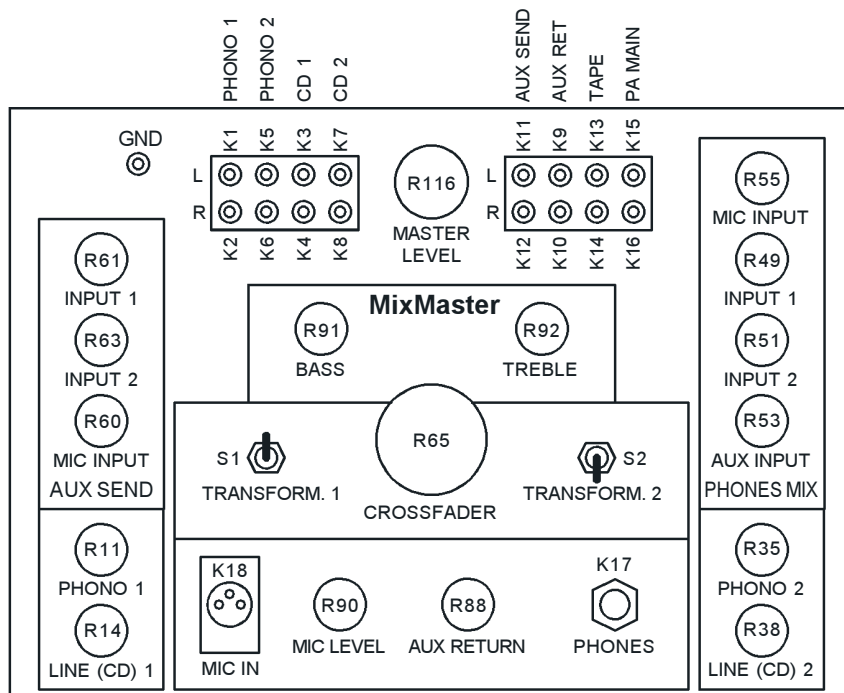 PHONO 1
PHONO 2
CD 1
CD 2
AUX SEND
AUX RET
TAPE
PA MAIN
GND
K1
K5
K3
K7
K11
K9
K13
K15
L
R
K2
K6
K4
K8
R116
MASTER
LEVEL
L
R
K12
K10
K14
K16
R55
MIC INPUT
R61
INPUT 1
R63
INPUT 2
R60
MIC INPUT
AUX SEND
MixMaster
R91
BASS
R92
TREBLE
R49
INPUT 1
R51
INPUT 2
R53
AUX INPUT
PHONES MIX
S1
TRANSFORM. 1
R65
CROSSFADER
S2
TRANSFORM. 2
R11
PHONO 1
R14
LINE (CD) 1
K18
MIC IN
R90
MIC LEVEL
R88
AUX RETURN
K17
PHONES
R35
PHONO 2
R38
LINE (CD) 2